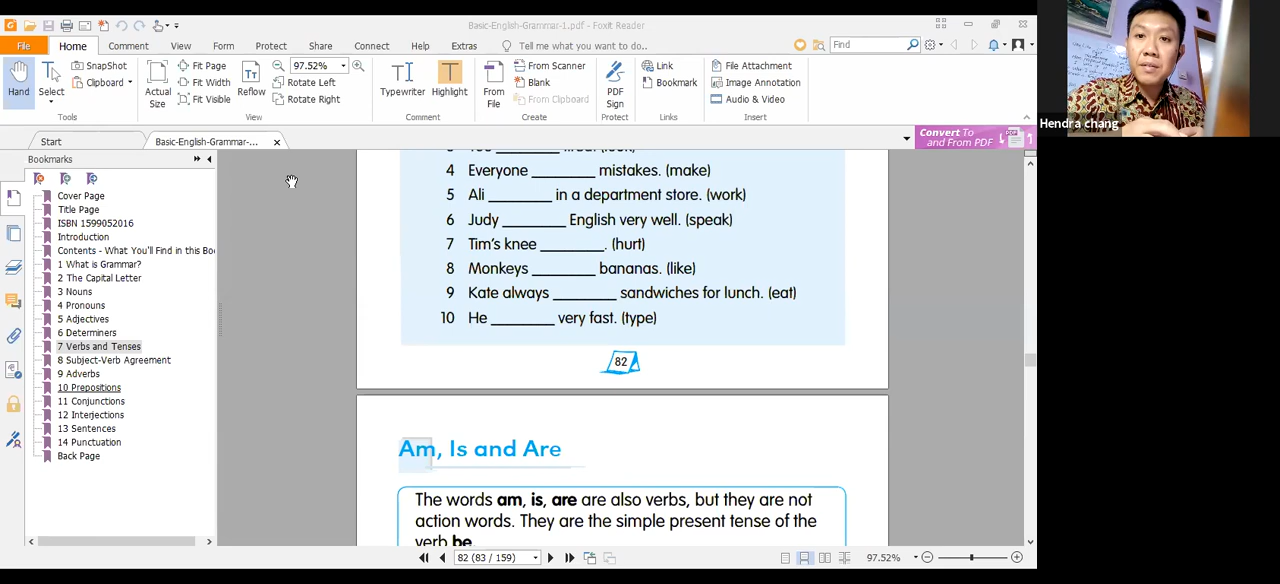 Basic-English-Grammar-1.pdf - Foxit Reader
File
Home
Comment
View
Form
Protect
Share
Connect
Help
Extras
Tell me what you want to do..
Find
Hand
Select
SnapShot
Clipboard
Tools
Actual
Size
Fit Page
Fit Width
Fit Visible
Reflow
97.52%
Rotate Left
Rotate Right
View
Typewriter
Highlight
Comment
From
File
From Scanner
Blank
From Clipboard
Create
PDF
Sign
Protect
Link
Bookmark
Links
File Attachment
Image Annotation
Audio & Video
Insert
Hendra chang
Start
Basic-English-Grammar-...
Convert To
and From PDF
Bookmarks
Cover Page
Title Page
ISBN 1599052016
Introduction
Contents - What You'll Find in this Bo
1 What is Grammar?
2 The Capital Letter
3 Nouns
4 Pronouns
5 Adjectives
6 Determiners
7 Verbs and Tenses
8 Subject-Verb Agreement
9 Adverbs
10 Prepositions
11 Conjunctions
12 Interjections
13 Sentences
14 Punctuation
Back Page
4 Everyone ________ mistakes. (make)
5 Ali ________ in a department store. (work)
6 Judy ________ English very well. (speak)
7 Tim's knee ________. (hurt)
8 Monkeys ________ bananas. (like)
9 Kate always ________ sandwiches for lunch. (eat)
10 He ________ very fast. (type)
82
Am, Is and Are
The words am, is, are are also verbs, but they are not
action words. They are the simple present tense of the
verb be.
82 (83 / 159)
97.52%